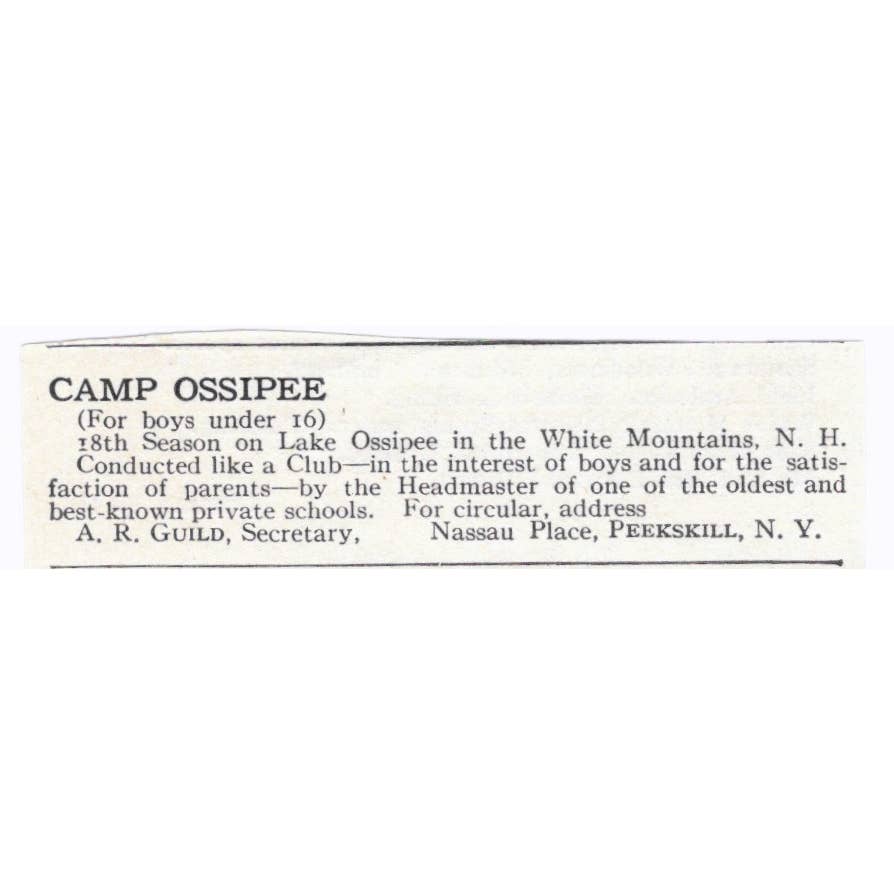 CAMP OSSIPEE
(For boys under 16)
18th Season on Lake Ossipee in the White Mountains, N. H.
Conducted like a Club—in the interest of boys and for the satis-
faction of parents—by the Headmaster of one of the oldest and
best-known private schools. For circular, address
A. R. GUILD, Secretary, Nassau Place, PEEKSKILL, N. Y.